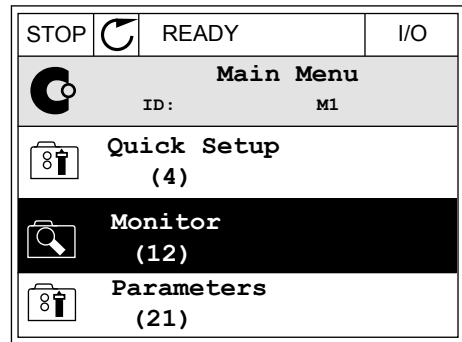 STOP READY I/O
Main Menu
ID: M1
Quick Setup
(4)
Monitor
(12)
Parameters
(21)